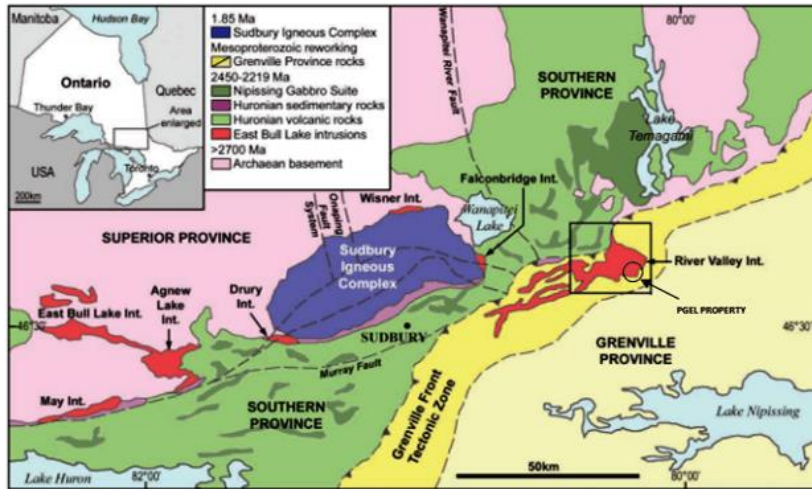 Manitoba
Hudson Bay
Ontario
Quebec
Thunder Bay
Area
enlarged
Toronto
USA
200km
1.85 Ma
Sudbury Igneous Complex
Mesoproterozoic reworking
Grenville Province rocks
2450-2219 Ma
Nipissing Gabbro Suite
Huronian sedimentary rocks
Huronian volcanic rocks
East Bull Lake intrusions
>2700 Ma
Archaean basement
80°00'
Wanapitei River Fault
SOUTHERN
PROVINCE
Lake
Temagami
Falconbridge Int.
Wisner Int.
Onaping
Fault
System
Wanapitei
Lake
SUPERIOR PROVINCE
Sudbury
Igneous
Complex
River Valley Int.
PGEL PROPERTY
Agnew
Lake
Int.
Drury
Int.
East Bull Lake Int.
46°30'
SUDBURY
46°30'
Murray Fault
GRENVILLE
PROVINCE
May Int.
SOUTHERN
PROVINCE
Grenville Front
Tectonic Zone
Lake Nipissing
50km
Lake Huron
82°00'
80°00'